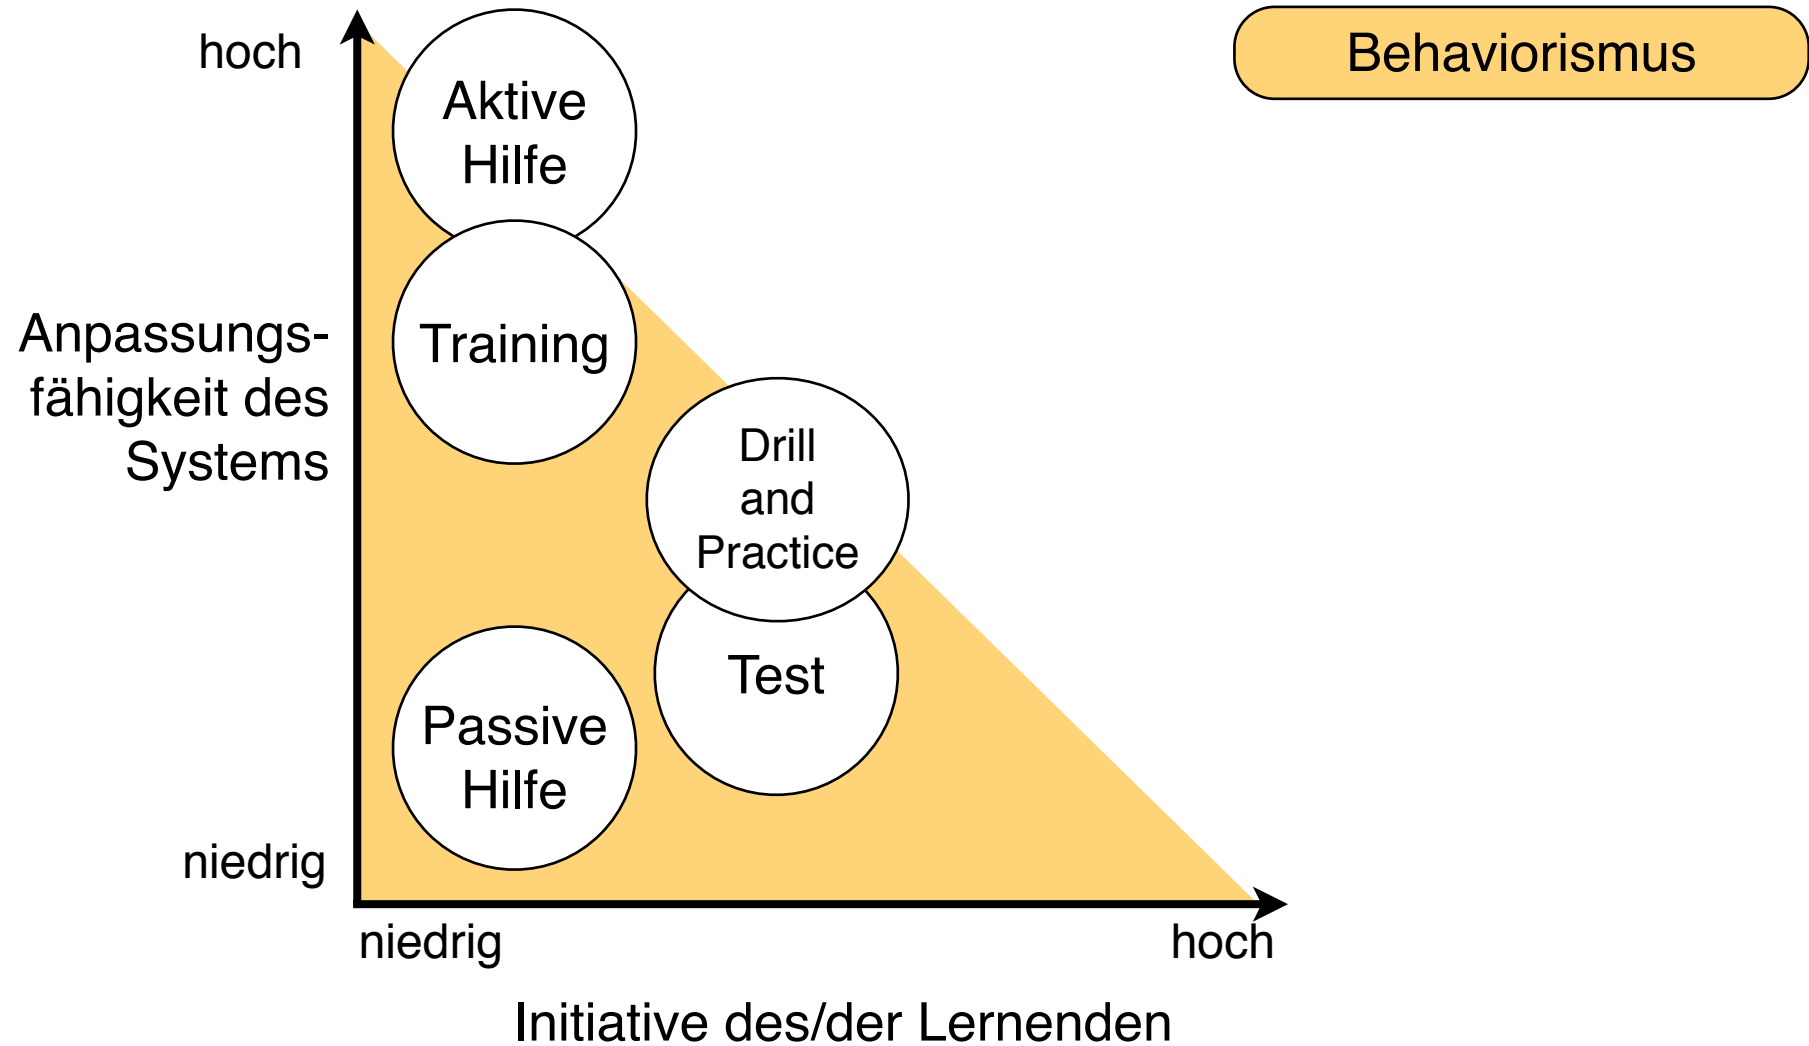 hoch
Behaviorismus
Aktive
Hilfe
Anpassungs-
fähigkeit des
Systems
Training
Drill
and
Practice
Test
Passive
Hilfe
niedrig
niedrig
hoch
Initiative des/der Lernenden